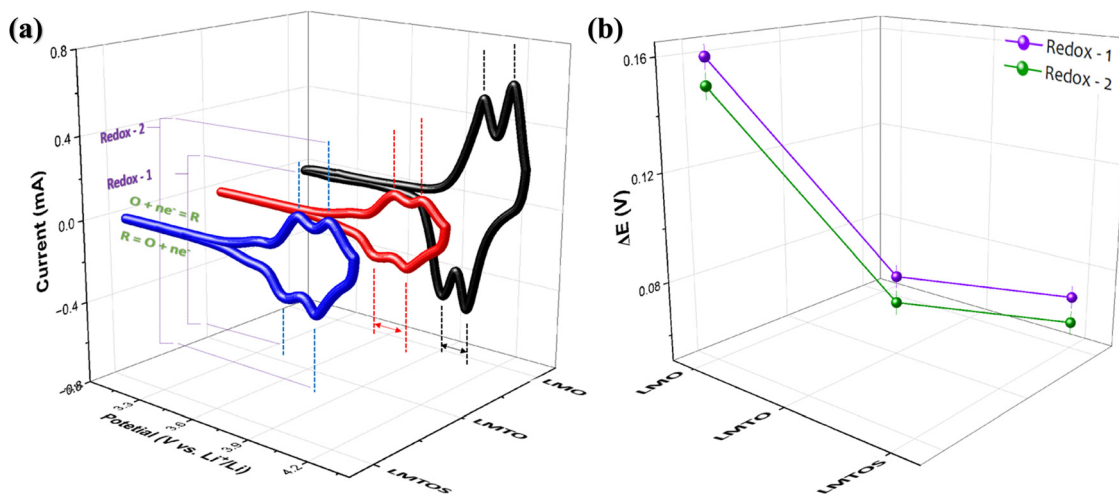 (a)
0.8
0.4
0.0
−0.4
−0.8
Current (mA)
Redox - 2
Redox - 1
O + ne⁻ = R
R = O + ne⁻
3.3
3.6
3.9
4.2
Potetial (V vs. Li⁺/Li)
LMO
LMTO
LMTOS
(b)
0.16
0.12
0.08
ΔE (V)
Redox - 1
Redox - 2
LMO
LMTO
LMTOS